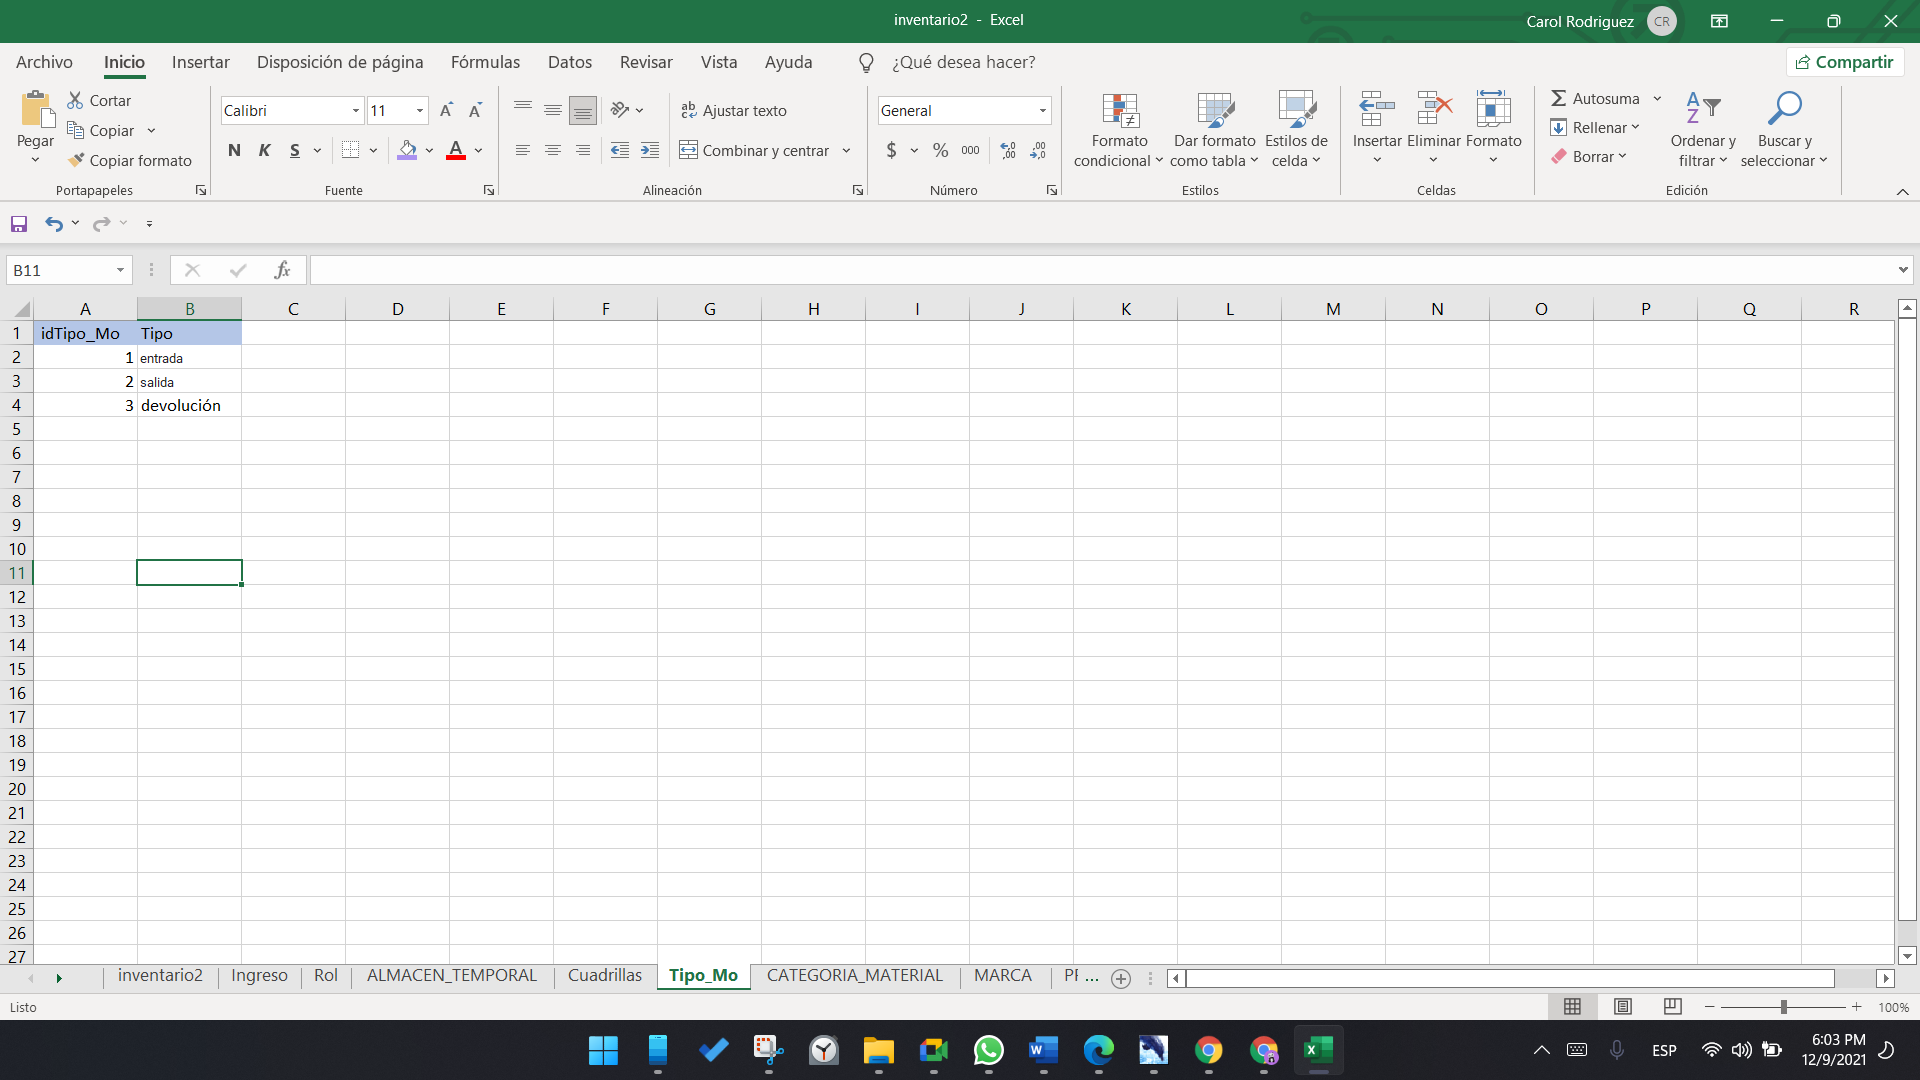 inventario2 - Excel
Carol Rodriguez CR
Archivo Inicio Insertar Disposición de página Fórmulas Datos Revisar Vista Ayuda ¿Qué desea hacer? Compartir
Pegar
Cortar
Copiar
Copiar formato
Portapapeles
Calibri 11 A A
N K S A
Fuente
ab Ajustar texto
Combinar y centrar
Alineación
General
$ % 000
Número
Formato condicional
Dar formato como tabla
Estilos de celda
Estilos
Insertar Eliminar Formato
Celdas
Autosuma
Rellenar
Borrar
Ordenar y filtrar
Buscar y seleccionar
Edición
B11 fx
A B C D E F G H I J K L M N O P Q R
1 idTipo_Mo Tipo
2 1 entrada
3 2 salida
4 3 devolución
5
6
7
8
9
10
11
12
13
14
15
16
17
18
19
20
21
22
23
24
25
26
27
inventario2 Ingreso Rol ALMACEN_TEMPORAL Cuadrillas Tipo_Mo CATEGORIA_MATERIAL MARCA PI ...
Listo 100%
ESP
6:03 PM
12/9/2021